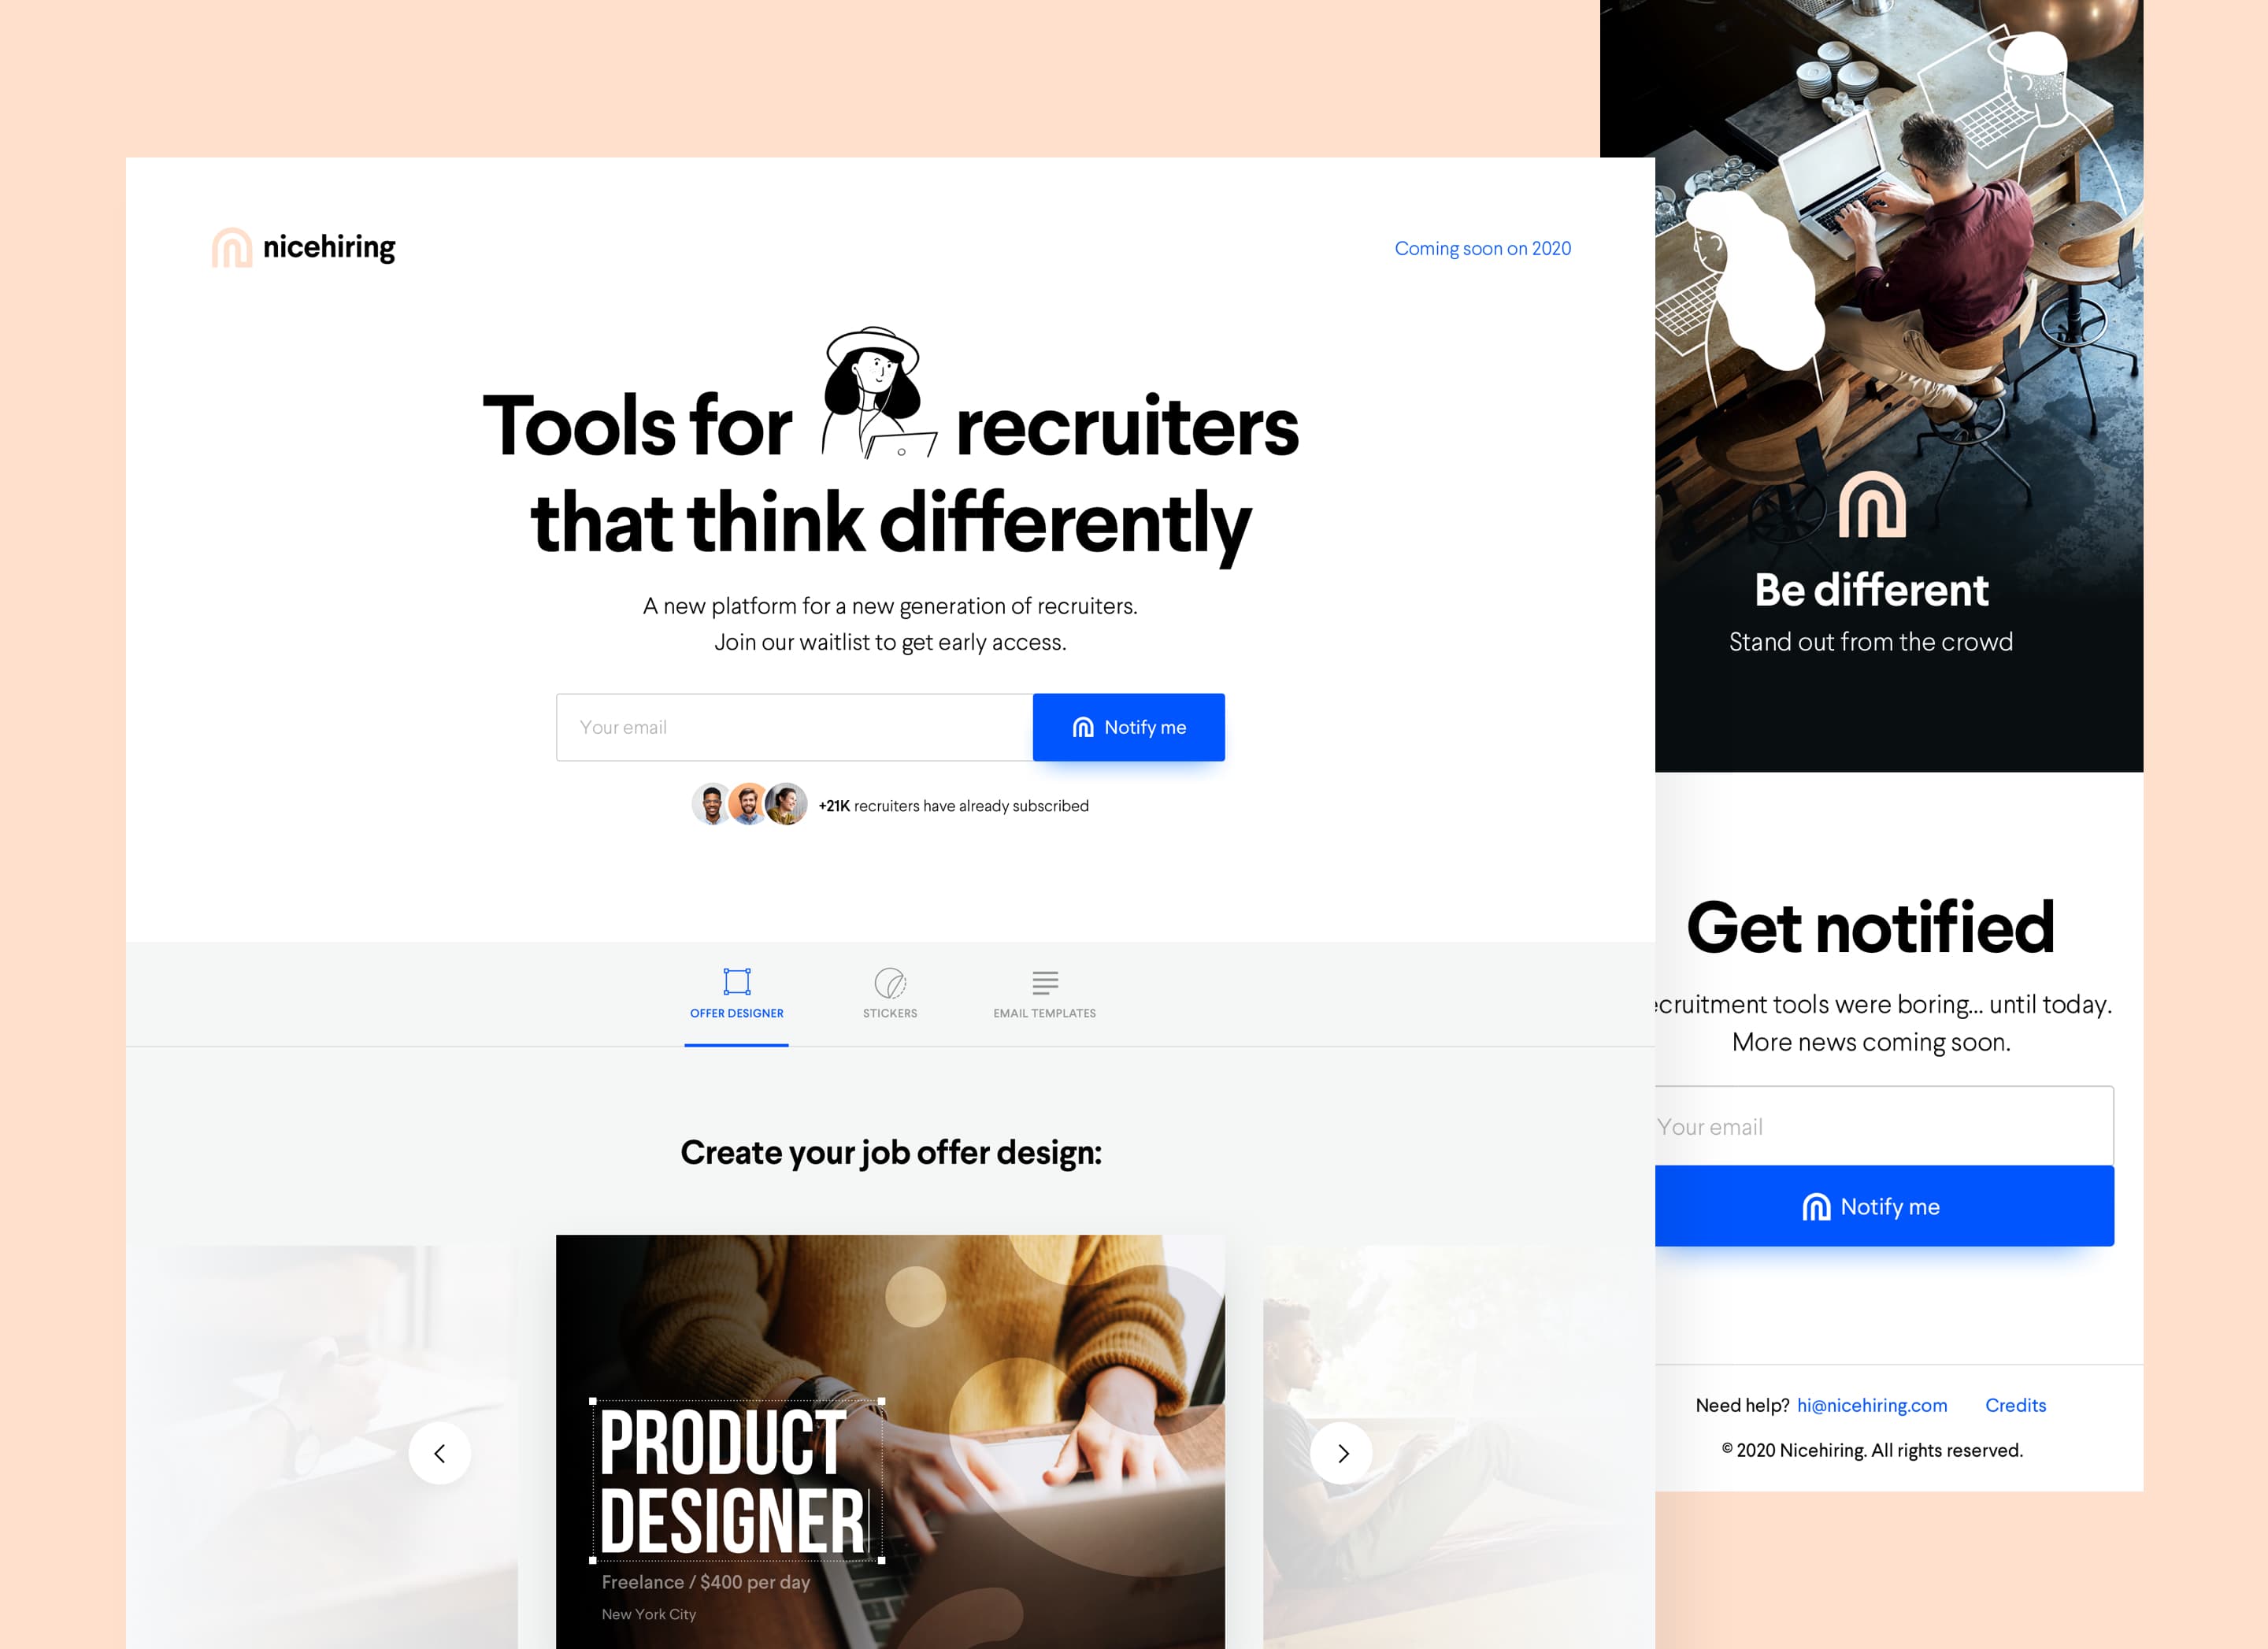 nicehiring
Coming soon on 2020
Tools for recruiters
that think differently
A new platform for a new generation of recruiters.
Join our waitlist to get early access.
Your email
Notify me
+21K recruiters have already subscribed
OFFER DESIGNER
STICKERS
EMAIL TEMPLATES
Create your job offer design:
PRODUCT
DESIGNER
Freelance / $400 per day
New York City
Be different
Stand out from the crowd
Get notified
tools were boring... until today.
More news coming soon.
Your email
Notify me
Need help? hi@nicehiring.com Credits
© 2020 Nicehiring. All rights reserved.